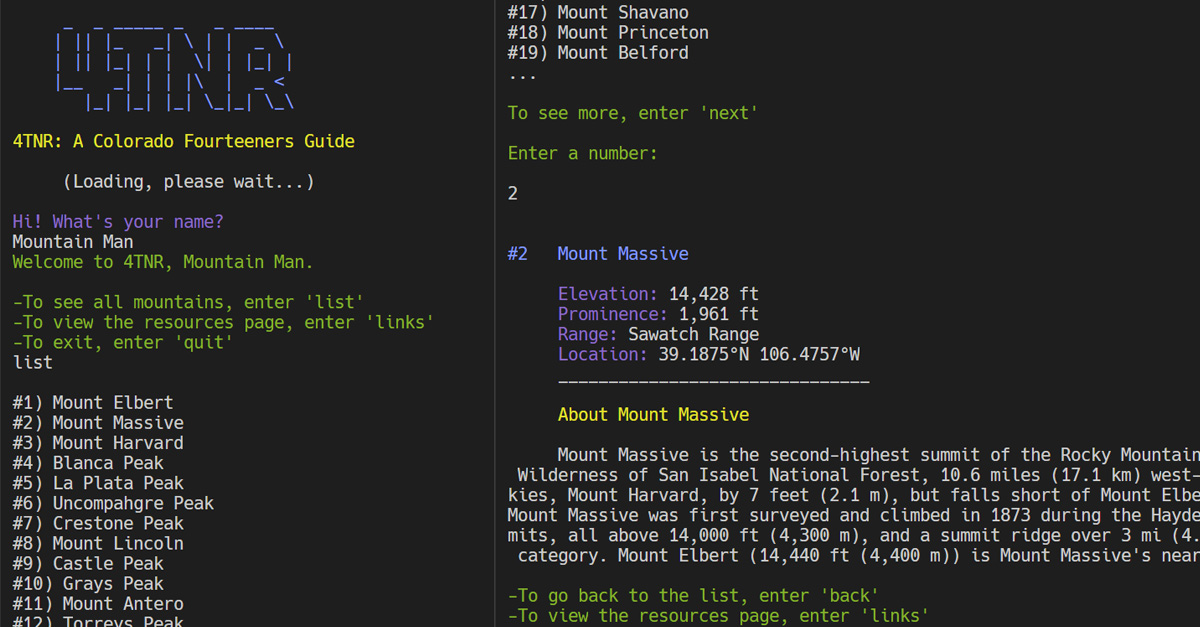 4TNR
4TNR: A Colorado Fourteeners Guide
(Loading, please wait...)
Hi! What's your name?
Mountain Man
Welcome to 4TNR, Mountain Man.
-To see all mountains, enter 'list'
-To view the resources page, enter 'links'
-To exit, enter 'quit'
list
#1) Mount Elbert
#2) Mount Massive
#3) Mount Harvard
#4) Blanca Peak
#5) La Plata Peak
#6) Uncompahgre Peak
#7) Crestone Peak
#8) Mount Lincoln
#9) Castle Peak
#10) Grays Peak
#11) Mount Antero
#12) Torreys Peak
#17) Mount Shavano
#18) Mount Princeton
#19) Mount Belford
...
To see more, enter 'next'
Enter a number:
2
#2 Mount Massive
Elevation: 14,428 ft
Prominence: 1,961 ft
Range: Sawatch Range
Location: 39.1875°N 106.4757°W
_______________________________
About Mount Massive
Mount Massive is the second-highest summit of the Rocky Mountain
Wilderness of San Isabel National Forest, 10.6 miles (17.1 km) west-
kies, Mount Harvard, by 7 feet (2.1 m), but falls short of Mount Elbe
Mount Massive was first surveyed and climbed in 1873 during the Hayde
mits, all above 14,000 ft (4,300 m), and a summit ridge over 3 mi (4.
category. Mount Elbert (14,440 ft (4,400 m)) is Mount Massive's near
-To go back to the list, enter 'back'
-To view the resources page, enter 'links'